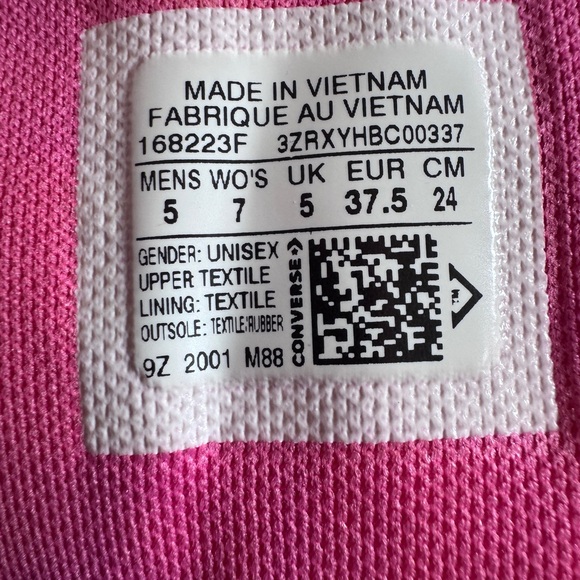 MADE IN VIETNAM
FABRIQUE AU VIETNAM
168223F 3ZRXYHBC00337
MENS WO'S UK EUR CM
5 7 5 37.5 24
GENDER: UNISEX
UPPER TEXTILE
LINING: TEXTILE
OUTSOLE: TEXTILE/RUBBER
9Z 2001 M88
CONVERSE
TM